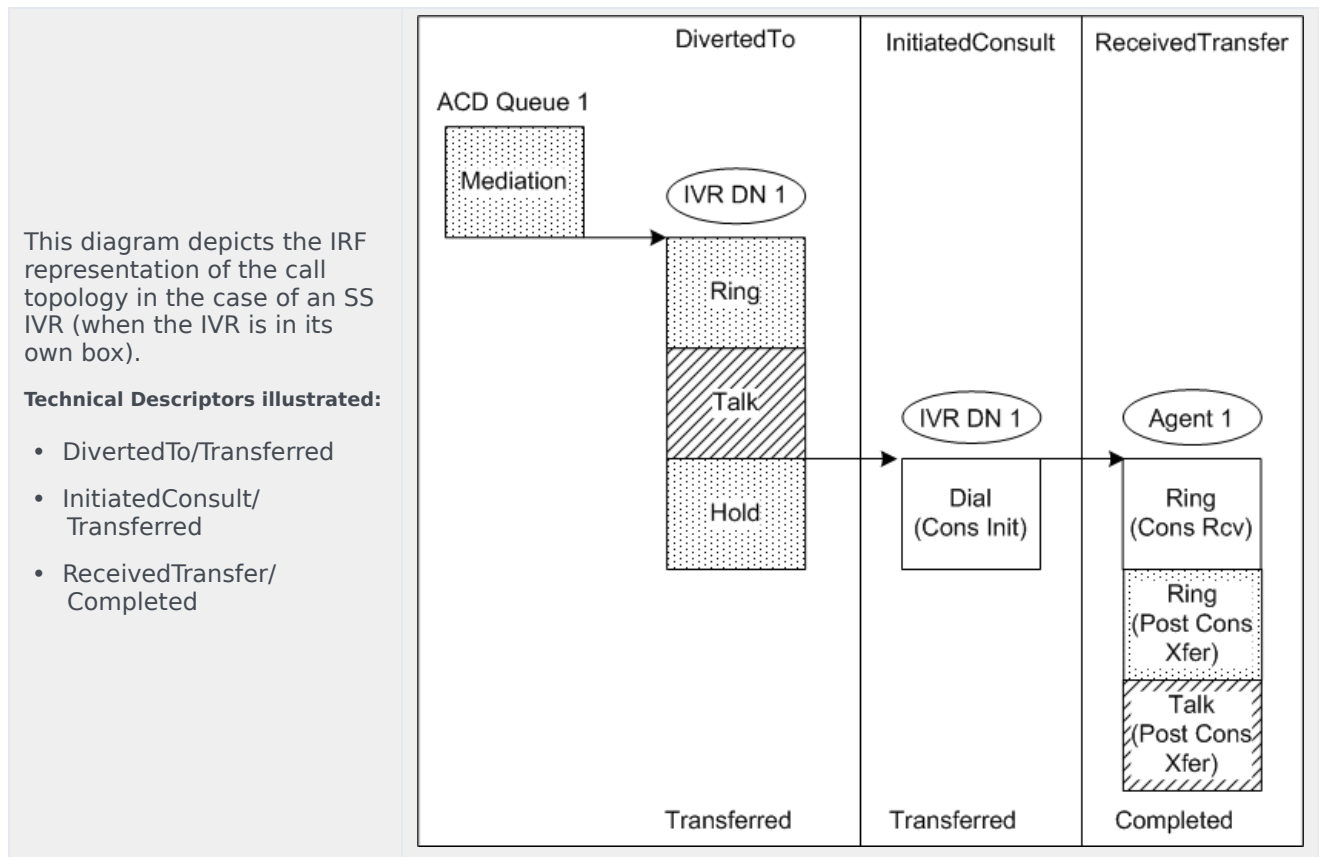 This diagram depicts the IRF
representation of the call
topology in the case of an SS
IVR (when the IVR is in its
own box).
Technical Descriptors illustrated:
• DivertedTo/Transferred
• InitiatedConsult/
Transferred
• ReceivedTransfer/
Completed
DivertedTo
InitiatedConsult
ReceivedTransfer
ACD Queue 1
Mediation
IVR DN 1
Ring
Talk
Hold
IVR DN 1
Dial
(Cons Init)
Agent 1
Ring
(Cons Rcv)
Ring
(Post Cons
Xfer)
Talk
(Post Cons
Xfer)
Transferred
Transferred
Completed